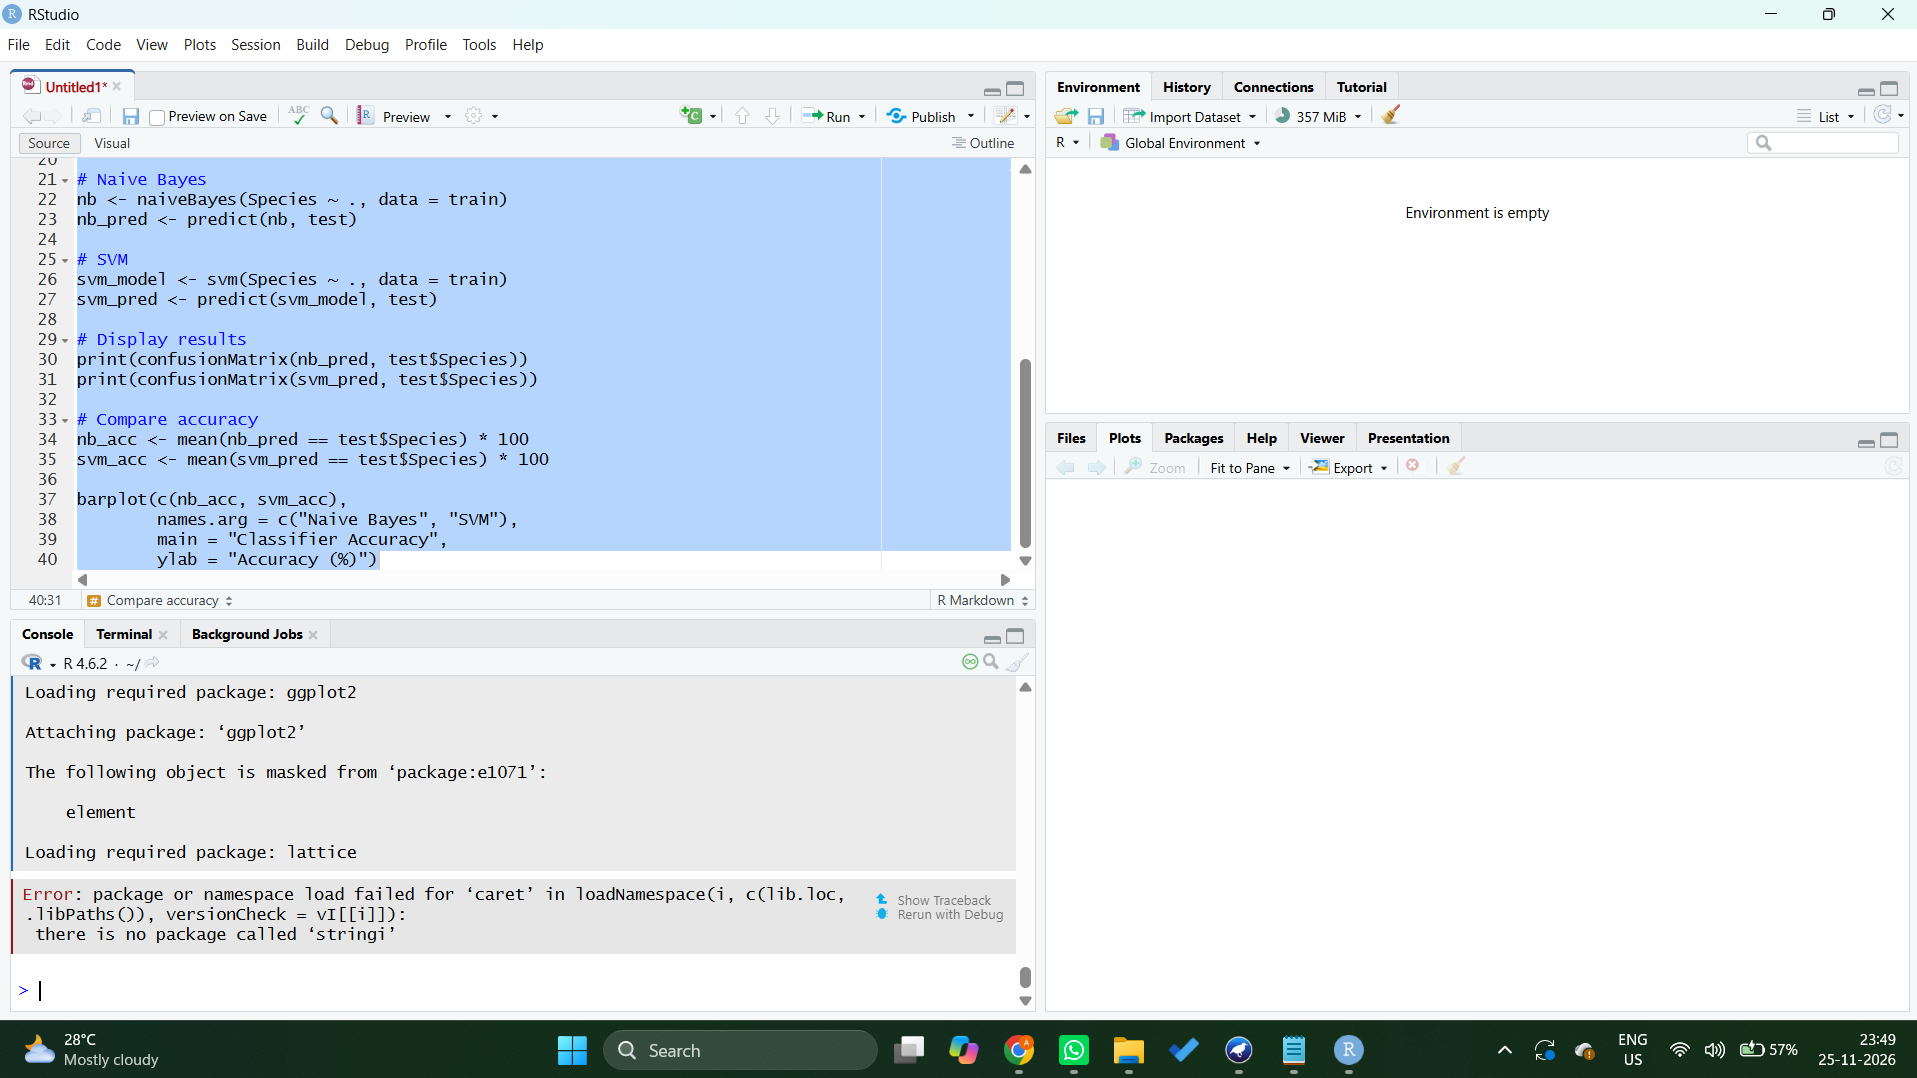 RStudio
File Edit Code View Plots Session Build Debug Profile Tools Help
Untitled1*
Preview on Save ABC Preview Run Publish
Source Visual Outline
20
21 # Naive Bayes
22 nb <- naiveBayes(Species ~ ., data = train)
23 nb_pred <- predict(nb, test)
24
25 # SVM
26 svm_model <- svm(Species ~ ., data = train)
27 svm_pred <- predict(svm_model, test)
28
29 # Display results
30 print(confusionMatrix(nb_pred, test$Species))
31 print(confusionMatrix(svm_pred, test$Species))
32
33 # Compare accuracy
34 nb_acc <- mean(nb_pred == test$Species) * 100
35 svm_acc <- mean(svm_pred == test$Species) * 100
36
37 barplot(c(nb_acc, svm_acc),
38 names.arg = c("Naive Bayes", "SVM"),
39 main = "Classifier Accuracy",
40 ylab = "Accuracy (%)")
40:31 # Compare accuracy R Markdown
Console Terminal Background Jobs
R 4.6.2 · ~/
Loading required package: ggplot2
Attaching package: ‘ggplot2’
The following object is masked from ‘package:e1071’:
element
Loading required package: lattice
Error: package or namespace load failed for ‘caret’ in loadNamespace(i, c(lib.loc,
.libPaths()), versionCheck = vI[[i]]):
there is no package called ‘stringi’
Show Traceback
Rerun with Debug
>
Environment History Connections Tutorial
Import Dataset 357 MiB List
R Global Environment
Environment is empty
Files Plots Packages Help Viewer Presentation
Zoom Fit to Pane Export
28°C
Mostly cloudy
Search
ENG
US
57%
23:49
25-11-2026